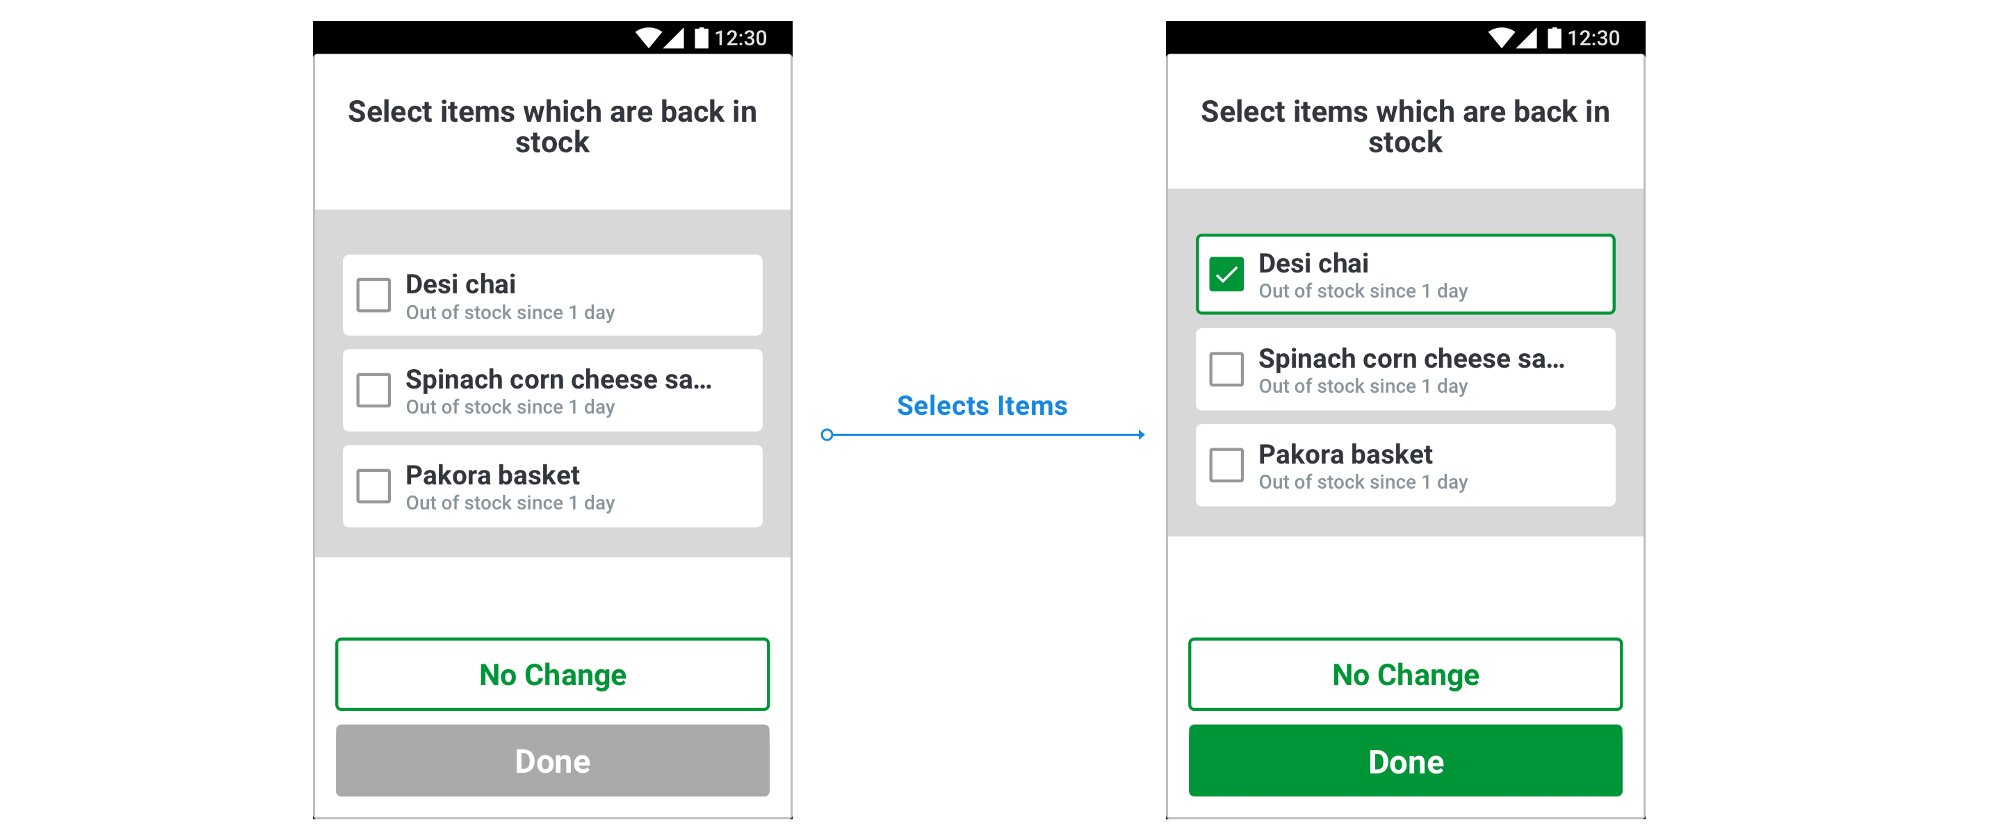 12:30
Select items which are back in
stock
Desi chai
Out of stock since 1 day
Spinach corn cheese sa...
Out of stock since 1 day
Pakora basket
Out of stock since 1 day
No Change
Done
Selects Items
12:30
Select items which are back in
stock
Desi chai
Out of stock since 1 day
Spinach corn cheese sa...
Out of stock since 1 day
Pakora basket
Out of stock since 1 day
No Change
Done